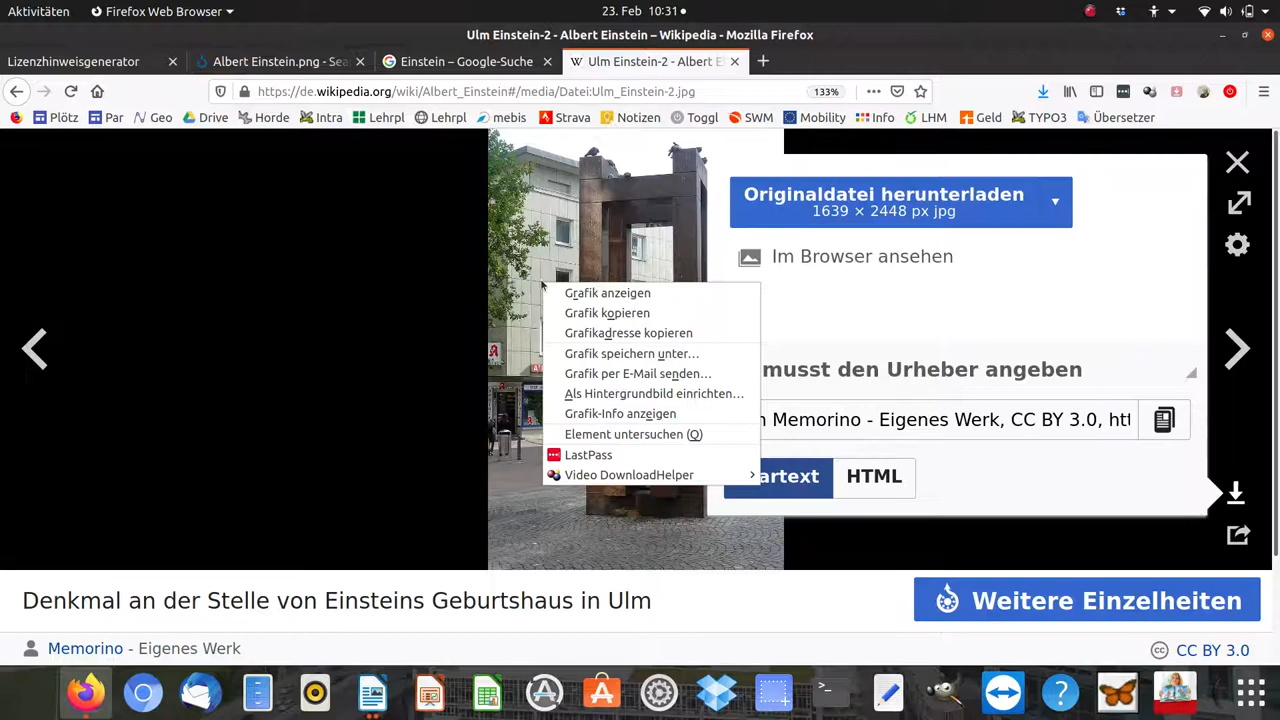 Aktivitäten
Firefox Web Browser
23. Feb 10:31
Ulm Einstein-2 - Albert Einstein – Wikipedia - Mozilla Firefox
Lizenzhinweisgenerator
Albert Einstein.png - Sea
Einstein – Google-Suche
Ulm Einstein-2 - Albert E
https://de.wikipedia.org/wiki/Albert_Einstein#/media/Datei:Ulm_Einstein-2.jpg
133%
Plötz
Par
Geo
Drive
Horde
Intra
Lehrpl
Lehrpl
mebis
Strava
Notizen
Toggl
SWM
Mobility
Info
LHM
Geld
TYPO3
Übersetzer
Originaldatei herunterladen
1639 × 2448 px jpg
Im Browser ansehen
Grafik anzeigen
Grafik kopieren
Grafikadresse kopieren
Grafik speichern unter...
Grafik per E-Mail senden...
Als Hintergrundbild einrichten...
Grafik-Info anzeigen
Element untersuchen (Q)
LastPass
Video DownloadHelper
musst den Urheber angeben
n Memorino - Eigenes Werk, CC BY 3.0, htt
artext
HTML
Denkmal an der Stelle von Einsteins Geburtshaus in Ulm
Weitere Einzelheiten
Memorino - Eigenes Werk
CC BY 3.0